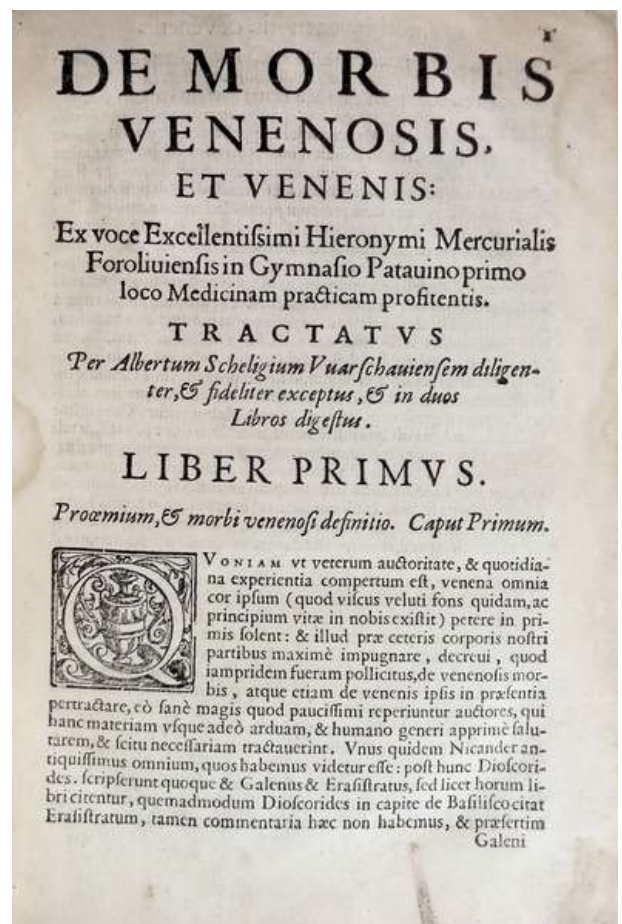 1
DE MORBIS
VENENOSIS,
ET VENENIS:
Ex voce Excellentiſsimi Hieronymi Mercurialis
Foroliuienſis in Gymnaſio Patauino primo
loco Medicinam practicam profitentis.
TRACTATVS
Per Albertum Scheligium Vuarſchauienſem diligen-
ter, & fideliter exceptus, & in duos
Libros digeſtus.
LIBER PRIMVS.
Proœmium, & morbi venenoſi definitio. Caput Primum.
QVONIAM vt veterum auctoritate, & quotidia-
na experientia compertum eſt, venena omnia
cor ipſum (quod viſcus veluti fons quidam, ac
principium vitæ in nobis exiſtit) petere in pri-
mis ſolent: & illud præ ceteris corporis noſtri
partibus maximè impugnare, decreui, quod
iampridem fueram pollicitus, de venenoſis mor-
bis, atque etiam de venenis ipſis in præſentia
pertractare, eò ſanè magis quod pauciſſimi reperiuntur auctores, qui
hanc materiam vſque adeò arduam, & humano generi apprimè ſalu-
tarem, & ſcitu neceſſariam tractauerint. Vnus quidem Nicander an-
tiquiſſimus omnium, quos habemus videtur eſſe: poſt hunc Dioſcori-
des. ſcripſerunt quoque & Galenus & Eraſiſtratus, ſed licet horum li-
bri citentur, quemadmodum Dioſcorides in capite de Baſiliſco citat
Eraſiſtratum, tamen commentaria hæc non habemus, & præſertim
Galeni